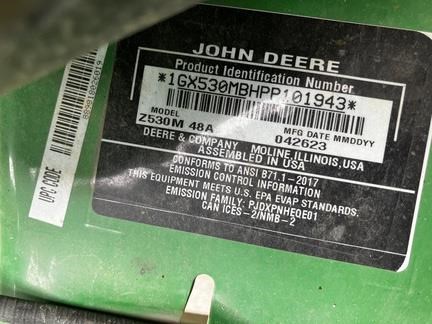 JOHN DEERE
Product Identification Number
*1GX530MBHPP101943*
MODEL
Z530M 48A
MFG DATE MMDDYY
042623
DEERE & COMPANY MOLINE, ILLINOIS, USA
ASSEMBLED IN USA
CONFORMS TO ANSI B71.1 - 2017
EMISSION CONTROL INFORMATION
THIS EQUIPMENT MEETS U.S. EPA EVAP STANDARDS.
EMISSION FAMILY: PJDXPNHEQE01
CAN ICES-2/NMB-2
UPC CODE